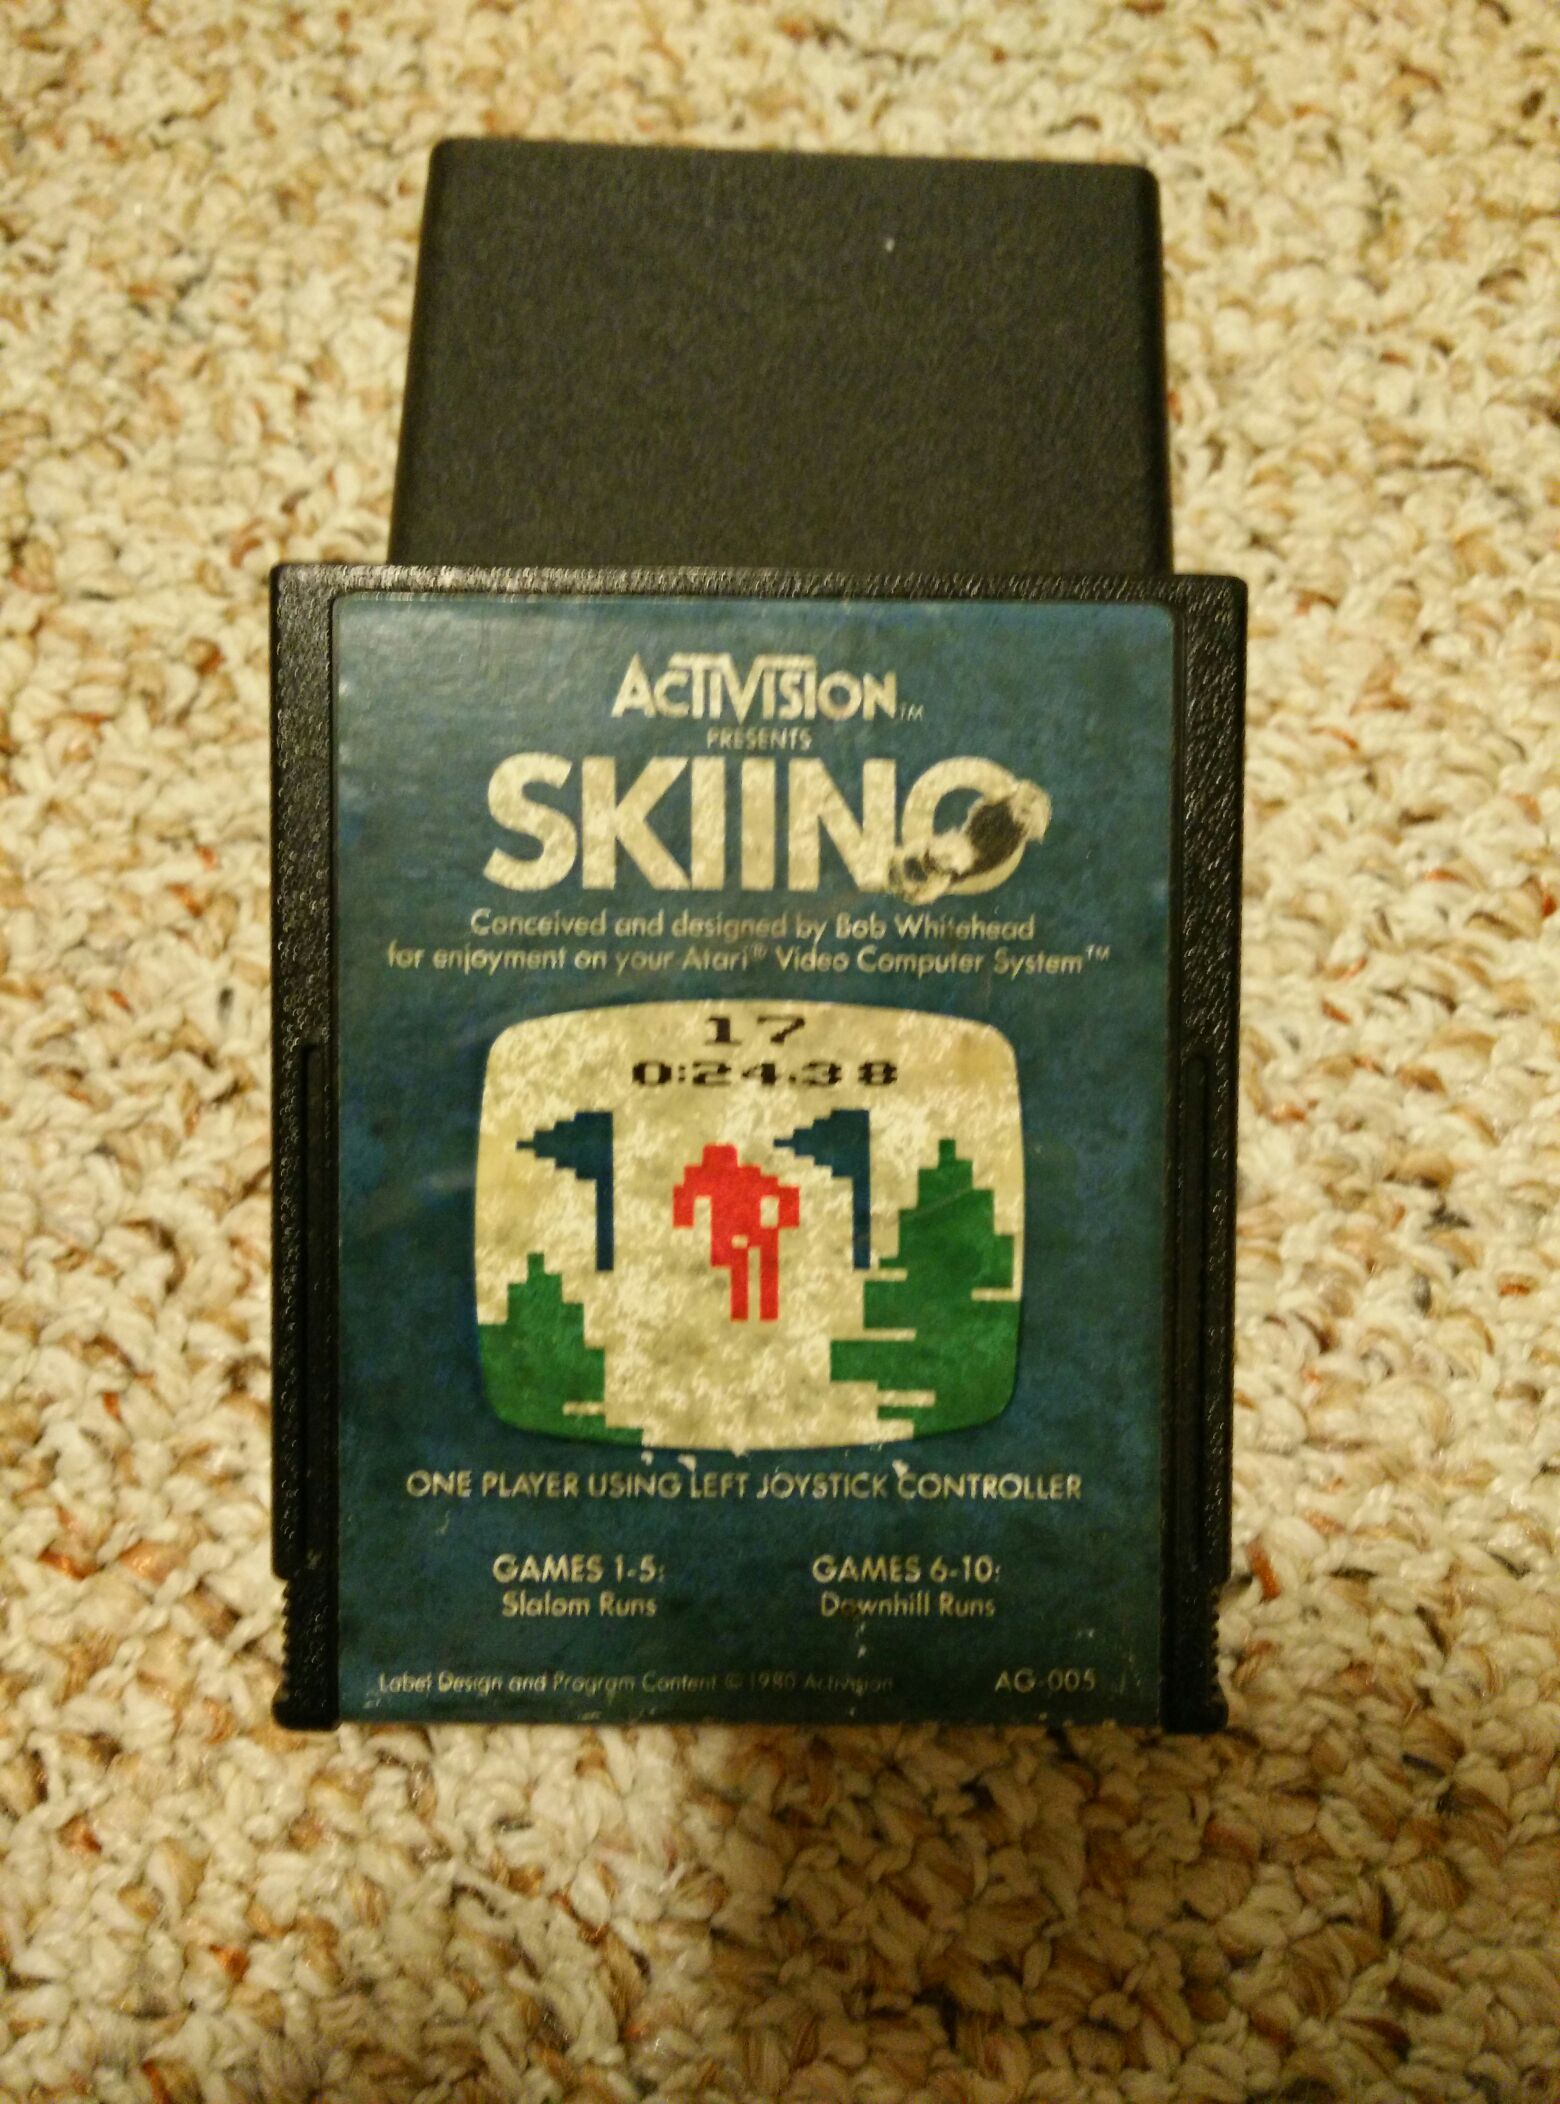 ACTIVISION™
PRESENTS
SKIING
Conceived and designed by Bob Whitehead
for enjoyment on your Atari® Video Computer System™
17
0:24.38
ONE PLAYER USING LEFT JOYSTICK CONTROLLER
GAMES 1-5:
Slalom Runs
GAMES 6-10:
Downhill Runs
Label Design and Program Content © 1980 Activision
AG-005